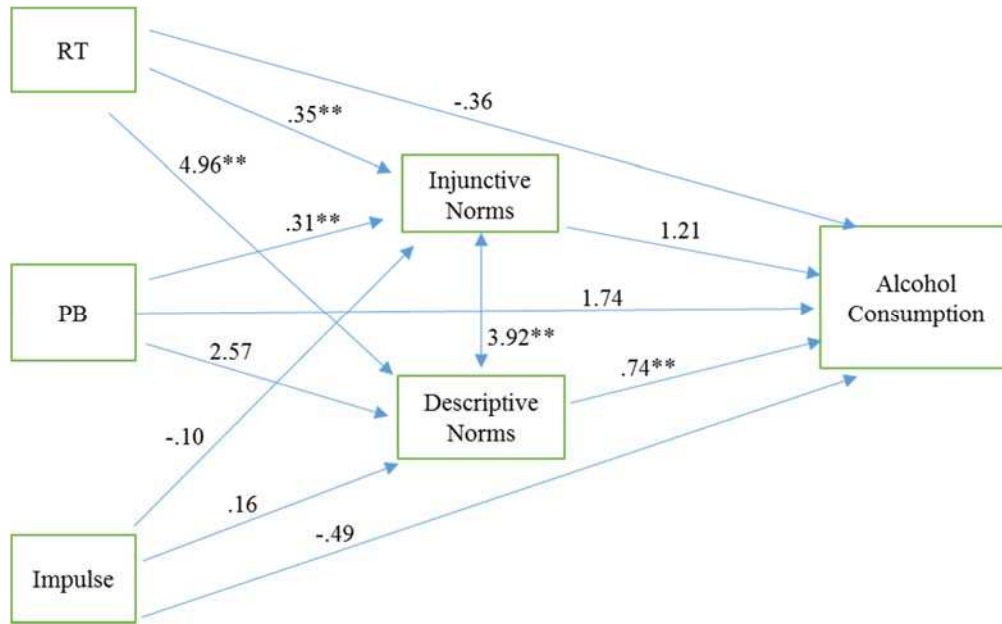 RT
-.36
.35**
4.96**
Injunctive
Norms
.31**
1.21
PB
1.74
Alcohol
Consumption
3.92**
2.57
.74**
Descriptive
Norms
-.10
.16
-.49
Impulse